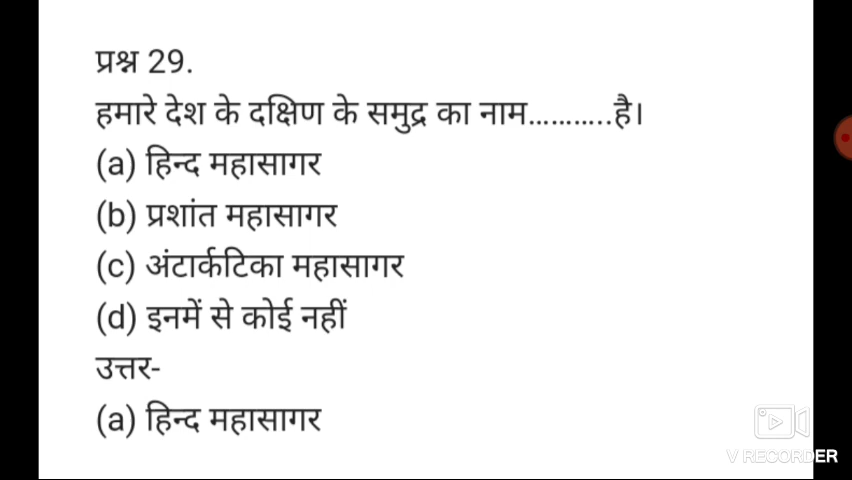 प्रश्न 29.
हमारे देश के दक्षिण के समुद्र का नाम...........है।
(a) हिन्द महासागर
(b) प्रशांत महासागर
(c) अंटार्कटिका महासागर
(d) इनमें से कोई नहीं
उत्तर-
(a) हिन्द महासागर
V RECORDER